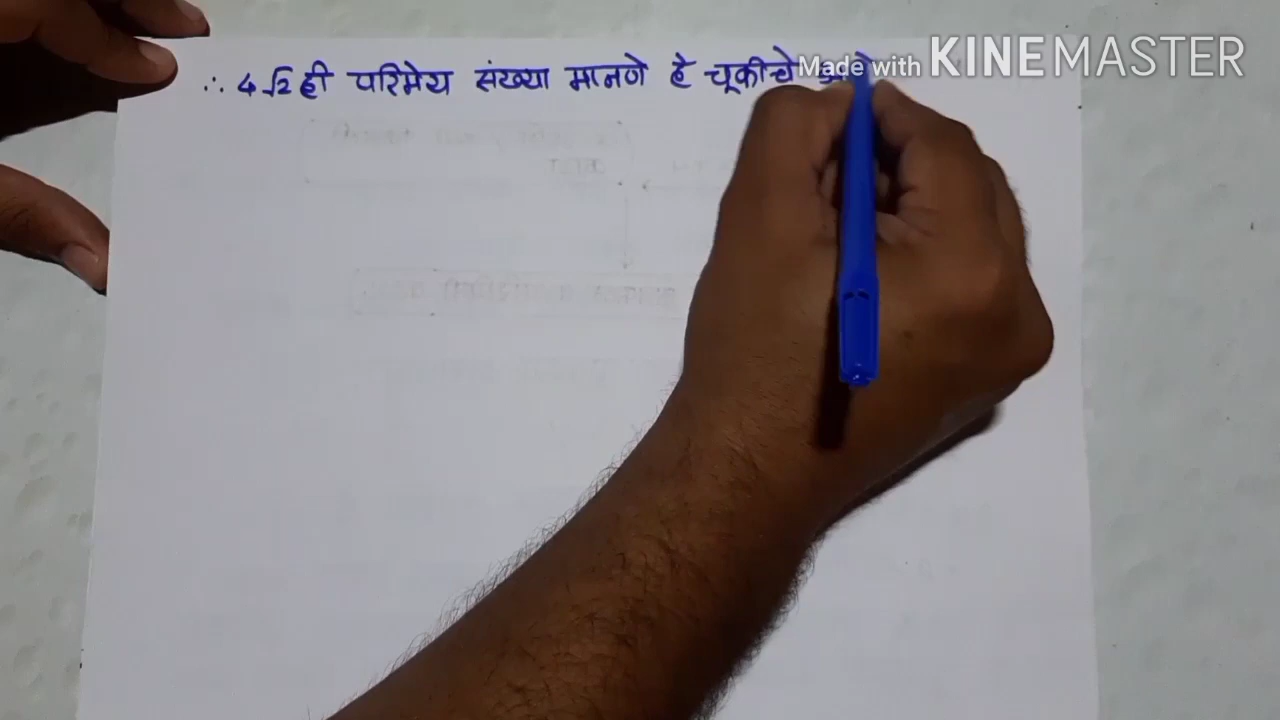 ∴ 4√2 ही परिमेय संख्या मानणे हे चूकीचे
Made with KINEMASTER